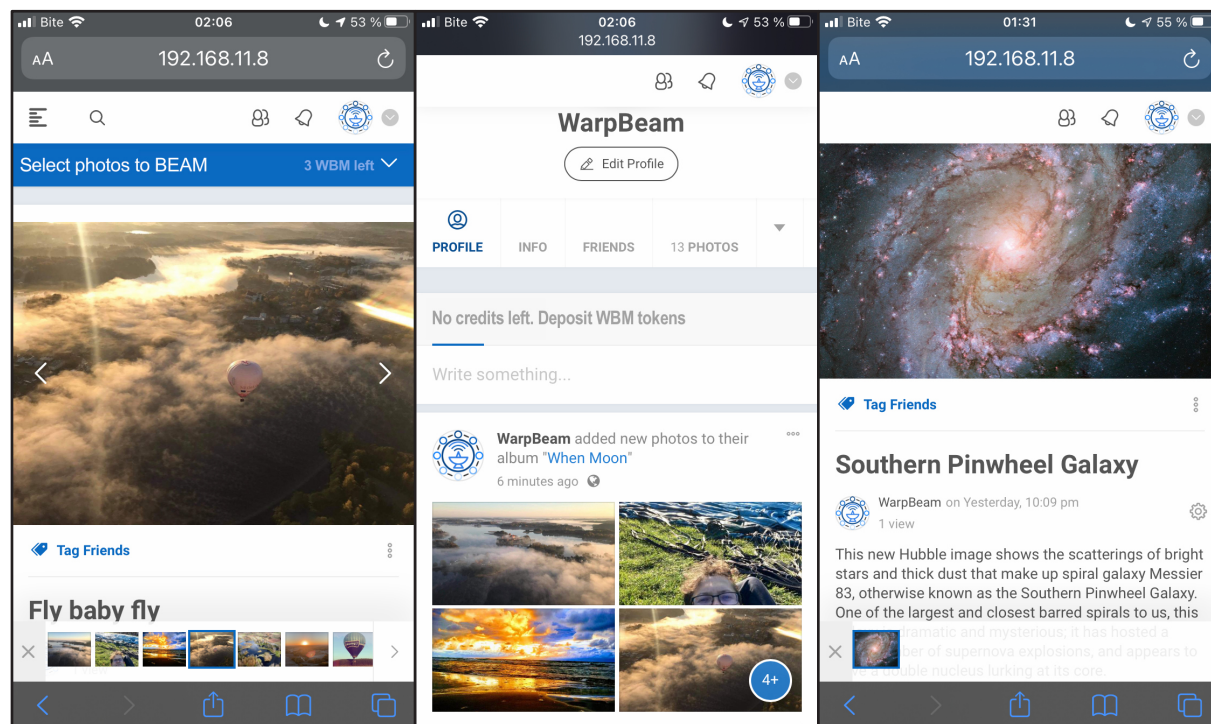 Bite 02:06 53 %
AA 192.168.11.8
Select photos to BEAM 3 WBM left
Tag Friends
Fly baby fly
Bite 02:06 53 %
192.168.11.8
WarpBeam
Edit Profile
PROFILE INFO FRIENDS 13 PHOTOS
No credits left. Deposit WBM tokens
Write something...
WarpBeam added new photos to their
album "When Moon"
6 minutes ago
4+
Bite 01:31 55 %
AA 192.168.11.8
Tag Friends
Southern Pinwheel Galaxy
WarpBeam on Yesterday, 10:09 pm
1 view
This new Hubble image shows the scatterings of bright
stars and thick dust that make up spiral galaxy Messier
83, otherwise known as the Southern Pinwheel Galaxy.
One of the largest and closest barred spirals to us, this
dramatic and mysterious; it has hosted a
of supernova explosions, and appears to
a double nucleus lurking at its core.